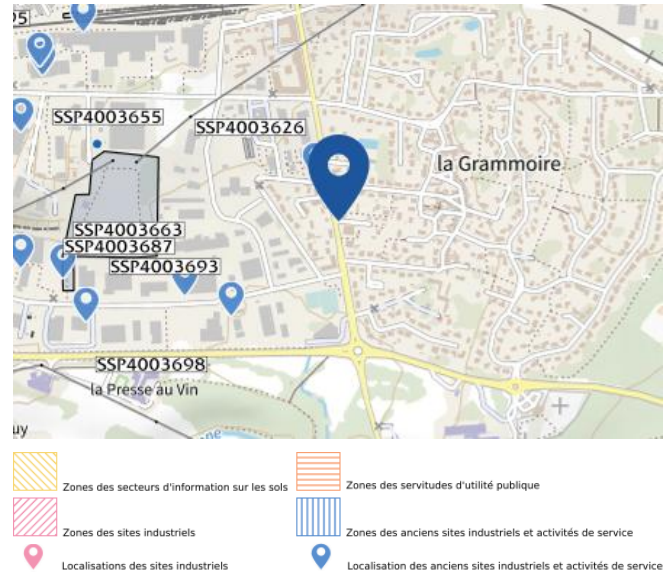 D5
SSP4003655
SSP4003626
la Grammoire
SSP4003663
SSP4003687
SSP4003693
SSP4003698
la Presse au Vin
uy
ne
Zones des secteurs d'information sur les sols
Zones des servitudes d'utilité publique
Zones des sites industriels
Zones des anciens sites industriels et activités de service
Localisations des sites industriels
Localisation des anciens sites industriels et activités de service